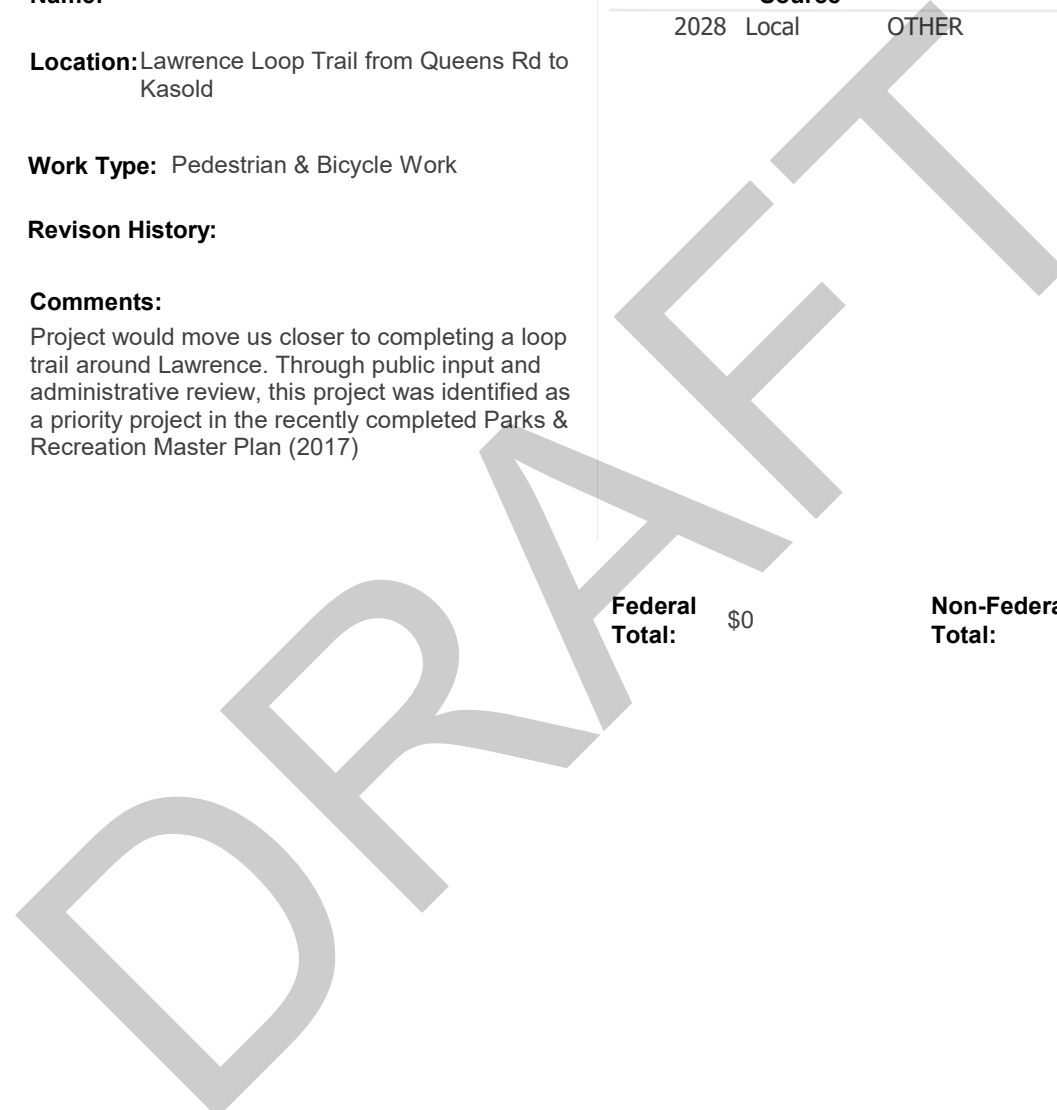 2028 Local OTHER
Location: Lawrence Loop Trail from Queens Rd to
Kasold
Work Type: Pedestrian & Bicycle Work
Revison History:
Comments:
Project would move us closer to completing a loop
trail around Lawrence. Through public input and
administrative review, this project was identified as
a priority project in the recently completed Parks &
Recreation Master Plan (2017)
Federal
Total: $0
Non-Federa
Total:
DRAFT